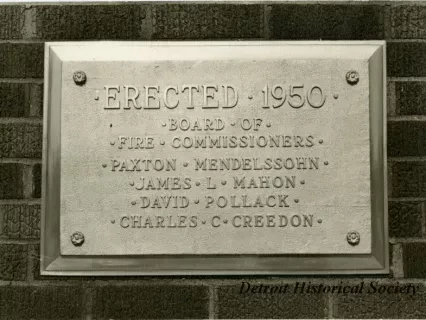 ·ERECTED · 1950·
·BOARD · OF·
·FIRE · COMMISSIONERS·
·PAXTON · MENDELSSOHN·
·JAMES · L · MAHON·
·DAVID · POLLACK·
·CHARLES · C · CREEDON·
Detroit Historical Society